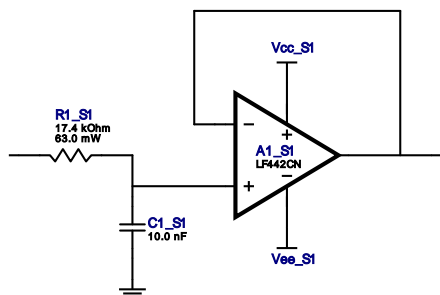 Vcc_S1
R1_S1
17.4 kOhm
63.0 mW
−
+
A1_S1
LF442CN
−
+
C1_S1
10.0 nF
Vee_S1